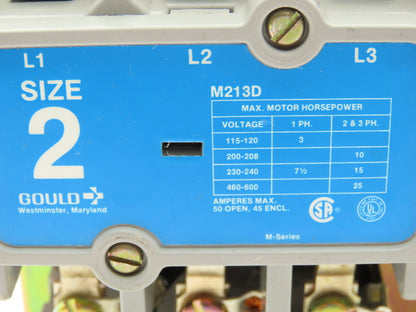 L1 L2 L3
SIZE
2
GOULD
Westminster, Maryland
M213D
MAX. MOTOR HORSEPOWER
VOLTAGE 1 PH. 2 & 3 PH.
115-120 3
200-208 10
230-240 7½ 15
460-600 25
AMPERES MAX.
50 OPEN, 45 ENCL.
SA
UL
M-Series